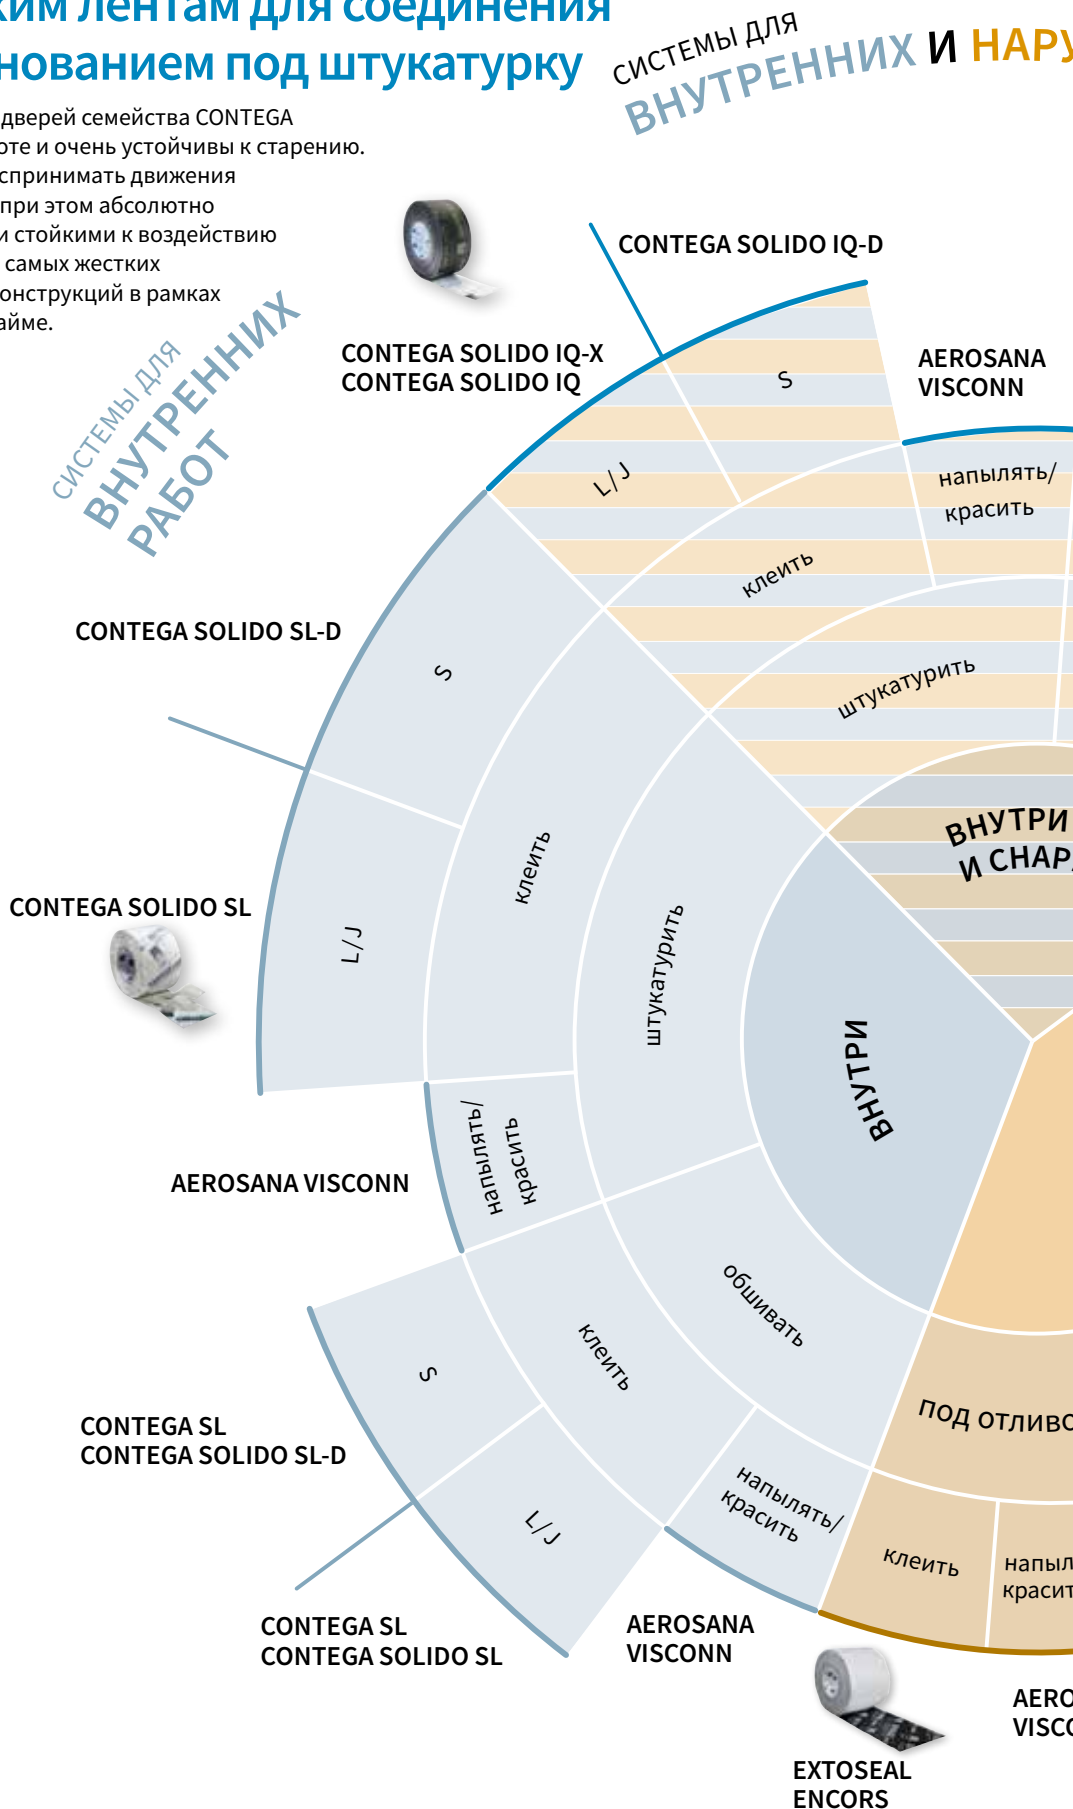 ким лентам для соединения
нованием под штукатурку
дверей семейства CONTEGA
оте и очень устойчивы к старению.
спринимать движения
при этом абсолютно
и стойкими к воздействию
самых жестких
онструкций в рамках
айме.
СИСТЕМЫ ДЛЯ
ВНУТРЕННИХ И НАРУ
СИСТЕМЫ ДЛЯ
ВНУТРЕННИХ
РАБОТ
CONTEGA SOLIDO IQ-D
CONTEGA SOLIDO IQ-X
CONTEGA SOLIDO IQ
AEROSANA
VISCONN
S
L/J
напылять/
красить
клеить
штукатурить
ВНУТРИ
И СНАР
CONTEGA SOLIDO SL-D
S
клеить
CONTEGA SOLIDO SL
L/J
штукатурить
ВНУТРИ
напылять/
красить
AEROSANA VISCONN
обшивать
клеить
S
CONTEGA SL
CONTEGA SOLIDO SL-D
L/J
напылять/
красить
под отливо
клеить
напыл
красит
CONTEGA SL
CONTEGA SOLIDO SL
AEROSANA
VISCONN
AERO
VISCO
EXTOSEAL
ENCORS